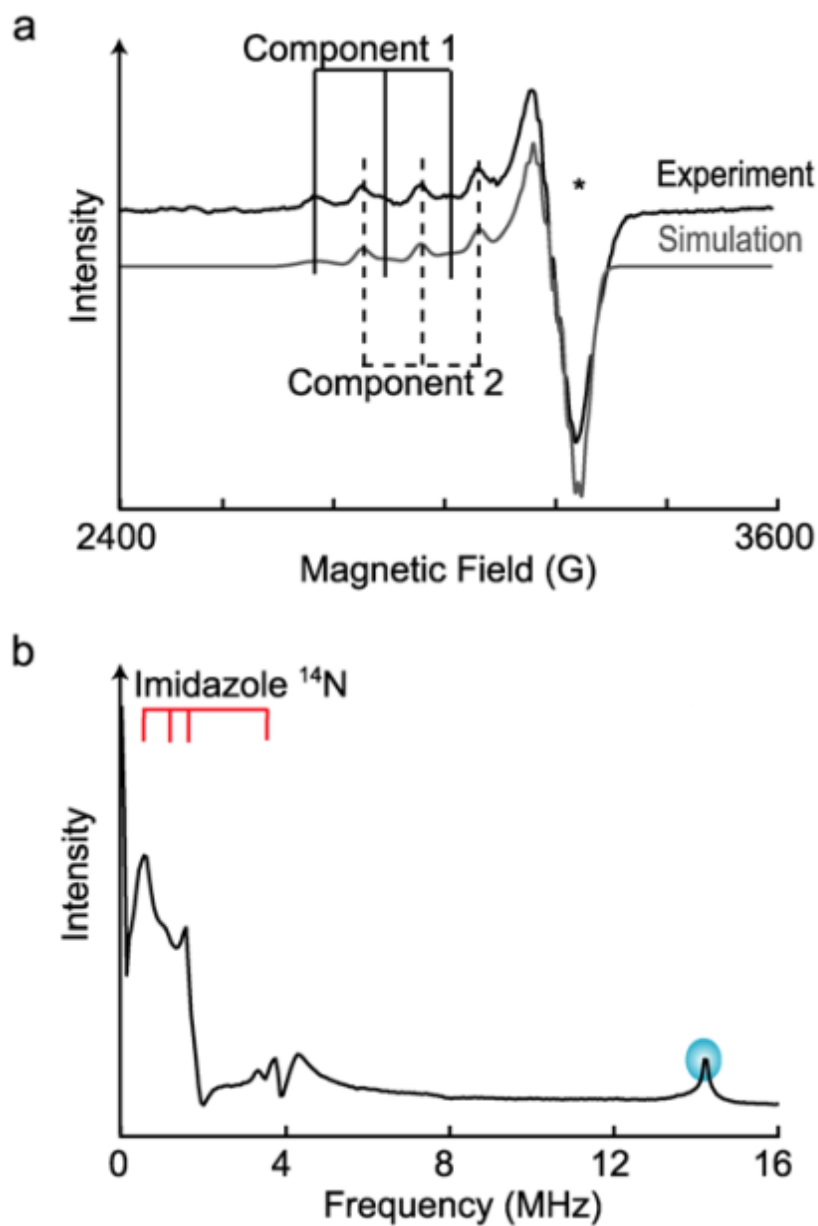 a
Component 1
Experiment
*
Simulation
Intensity
Component 2
2400 3600
Magnetic Field (G)
b
Imidazole ¹⁴N
Intensity
0 4 8 12 16
Frequency (MHz)